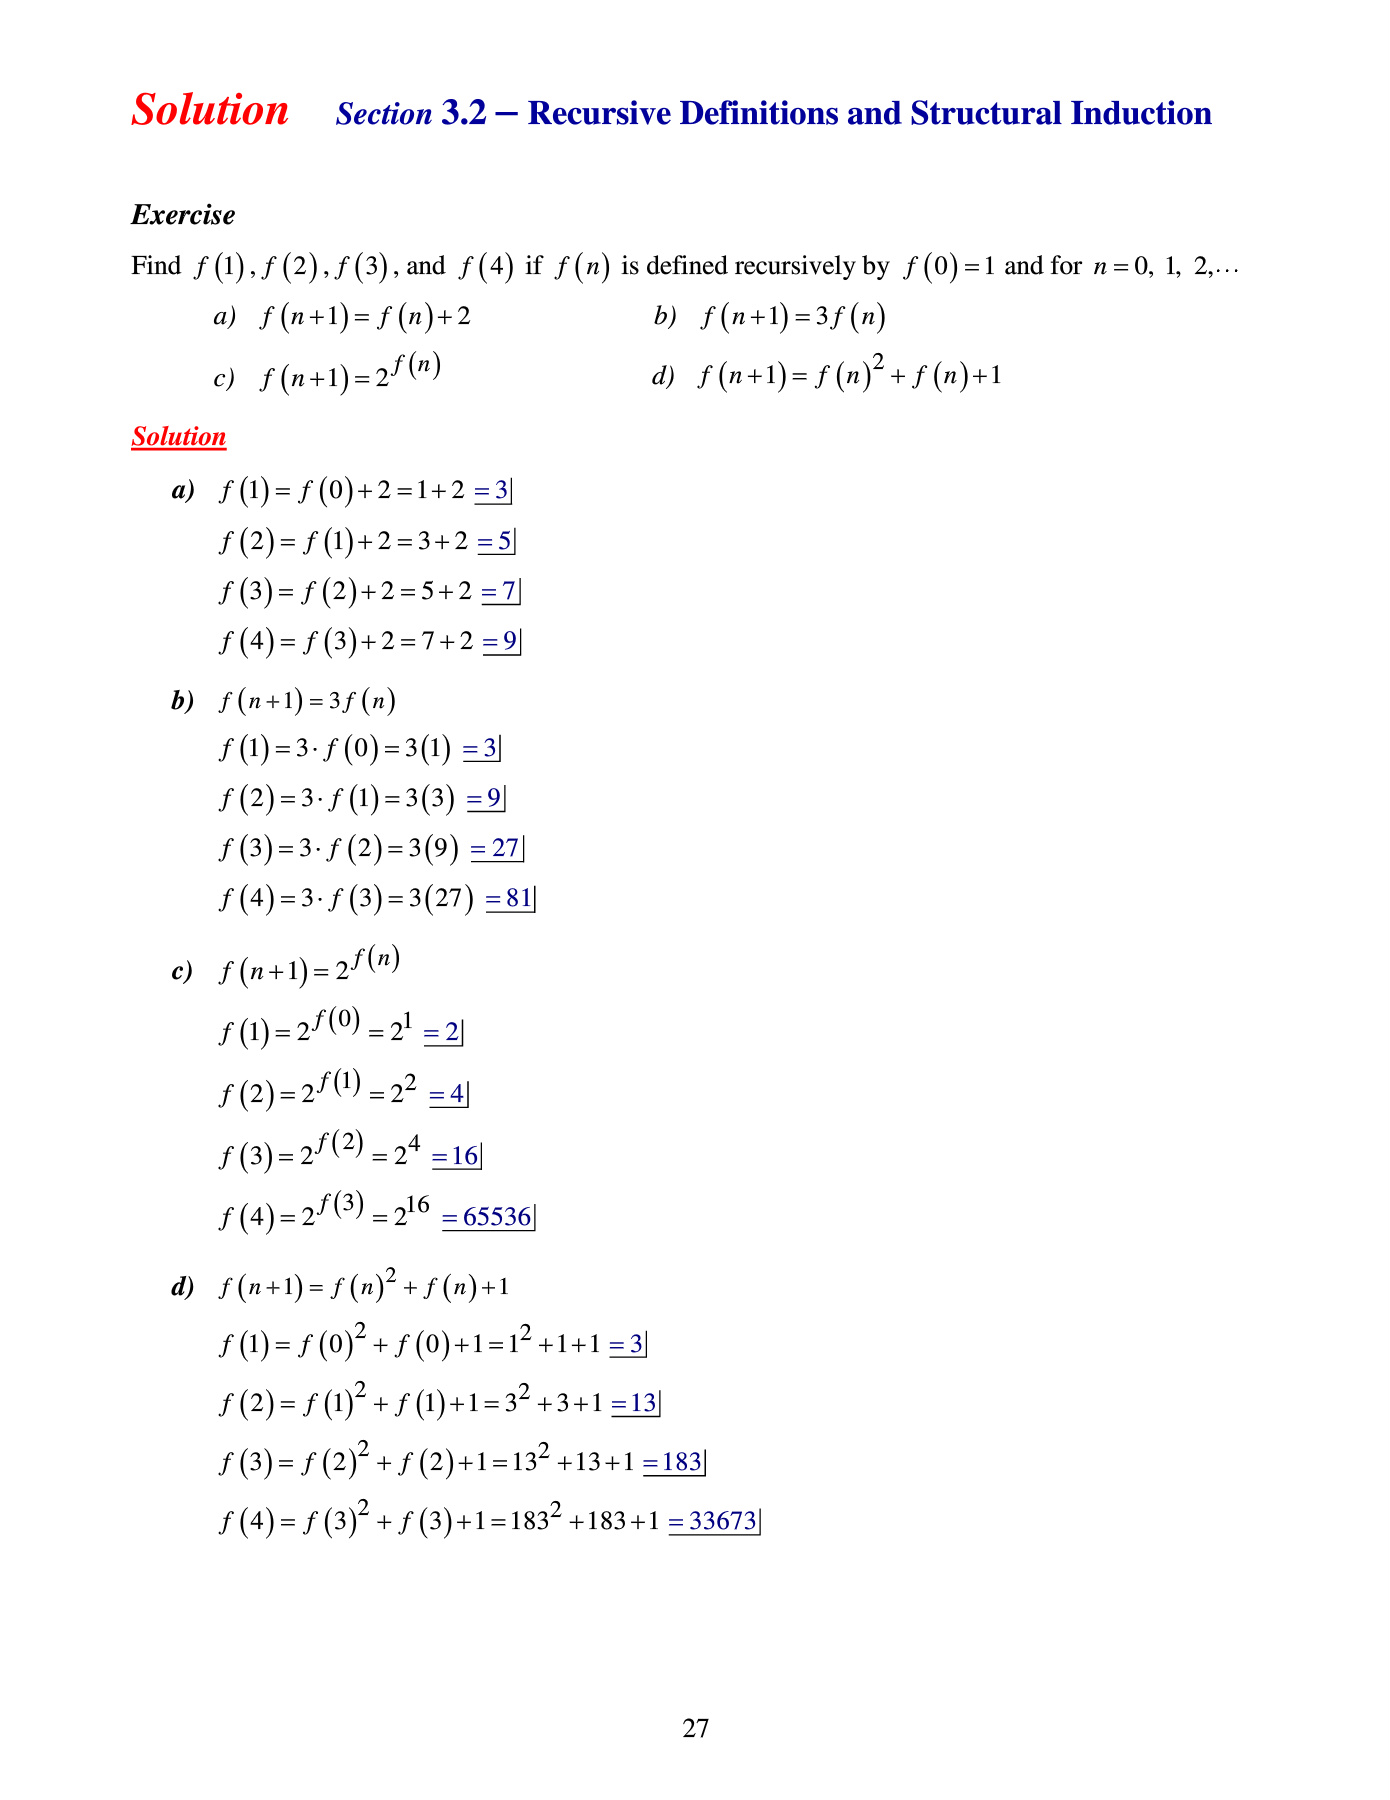 Solution Section 3.2 – Recursive Definitions and Structural Induction
Exercise
Find f(1), f(2), f(3), and f(4) if f(n) is defined recursively by f(0)=1 and for n=0, 1, 2,⋯
a) f(n+1)=f(n)+2 b) f(n+1)=3f(n)
c) f(n+1)=2^{f(n)} d) f(n+1)=f(n)^2+f(n)+1
Solution
a) f(1)=f(0)+2=1+2 =3
f(2)=f(1)+2=3+2 =5
f(3)=f(2)+2=5+2 =7
f(4)=f(3)+2=7+2 =9
b) f(n+1)=3f(n)
f(1)=3·f(0)=3(1) =3
f(2)=3·f(1)=3(3) =9
f(3)=3·f(2)=3(9) =27
f(4)=3·f(3)=3(27) =81
c) f(n+1)=2^{f(n)}
f(1)=2^{f(0)}=2^1 =2
f(2)=2^{f(1)}=2^2 =4
f(3)=2^{f(2)}=2^4 =16
f(4)=2^{f(3)}=2^{16} =65536
d) f(n+1)=f(n)^2+f(n)+1
f(1)=f(0)^2+f(0)+1=1^2+1+1 =3
f(2)=f(1)^2+f(1)+1=3^2+3+1 =13
f(3)=f(2)^2+f(2)+1=13^2+13+1 =183
f(4)=f(3)^2+f(3)+1=183^2+183+1 =33673
27